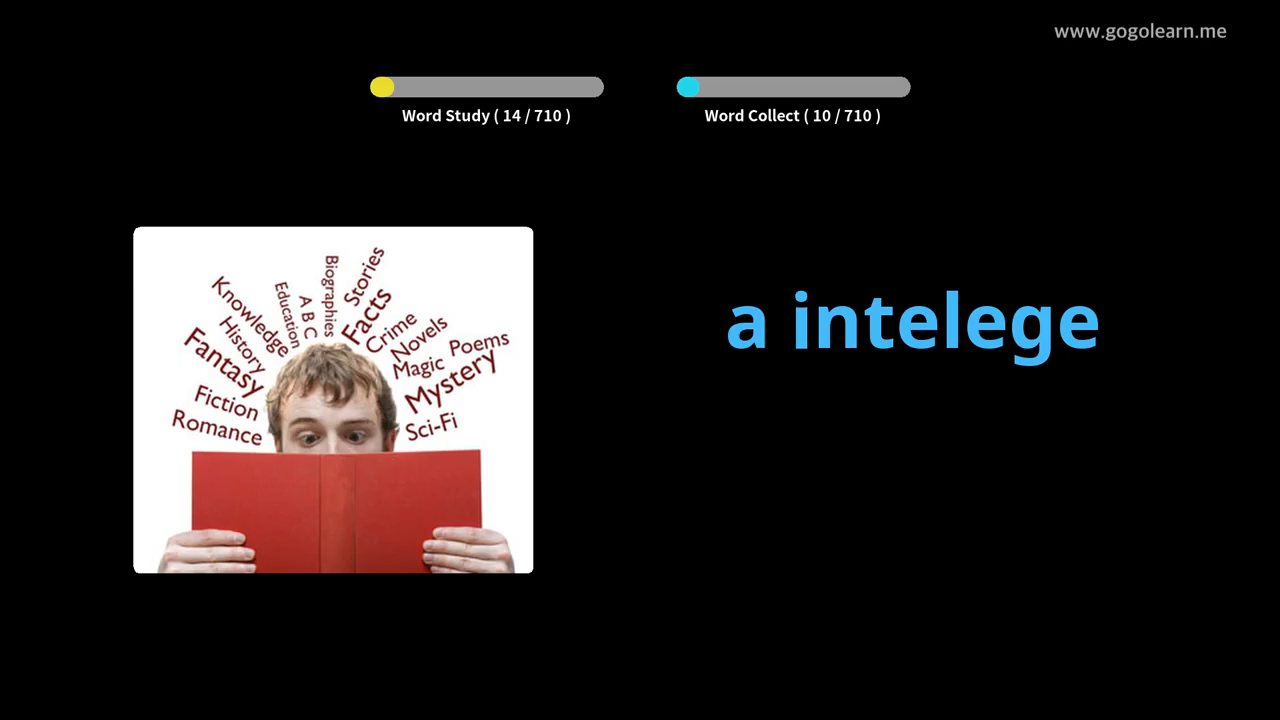 www.gogolearn.me
Word Study ( 14 / 710 )
Word Collect ( 10 / 710 )
Knowledge
History
Fantasy
Fiction
Romance
Education
A B C
Biographies
Stories
Facts
Crime
Novels
Magic
Poems
Mystery
Sci-Fi
a intelege